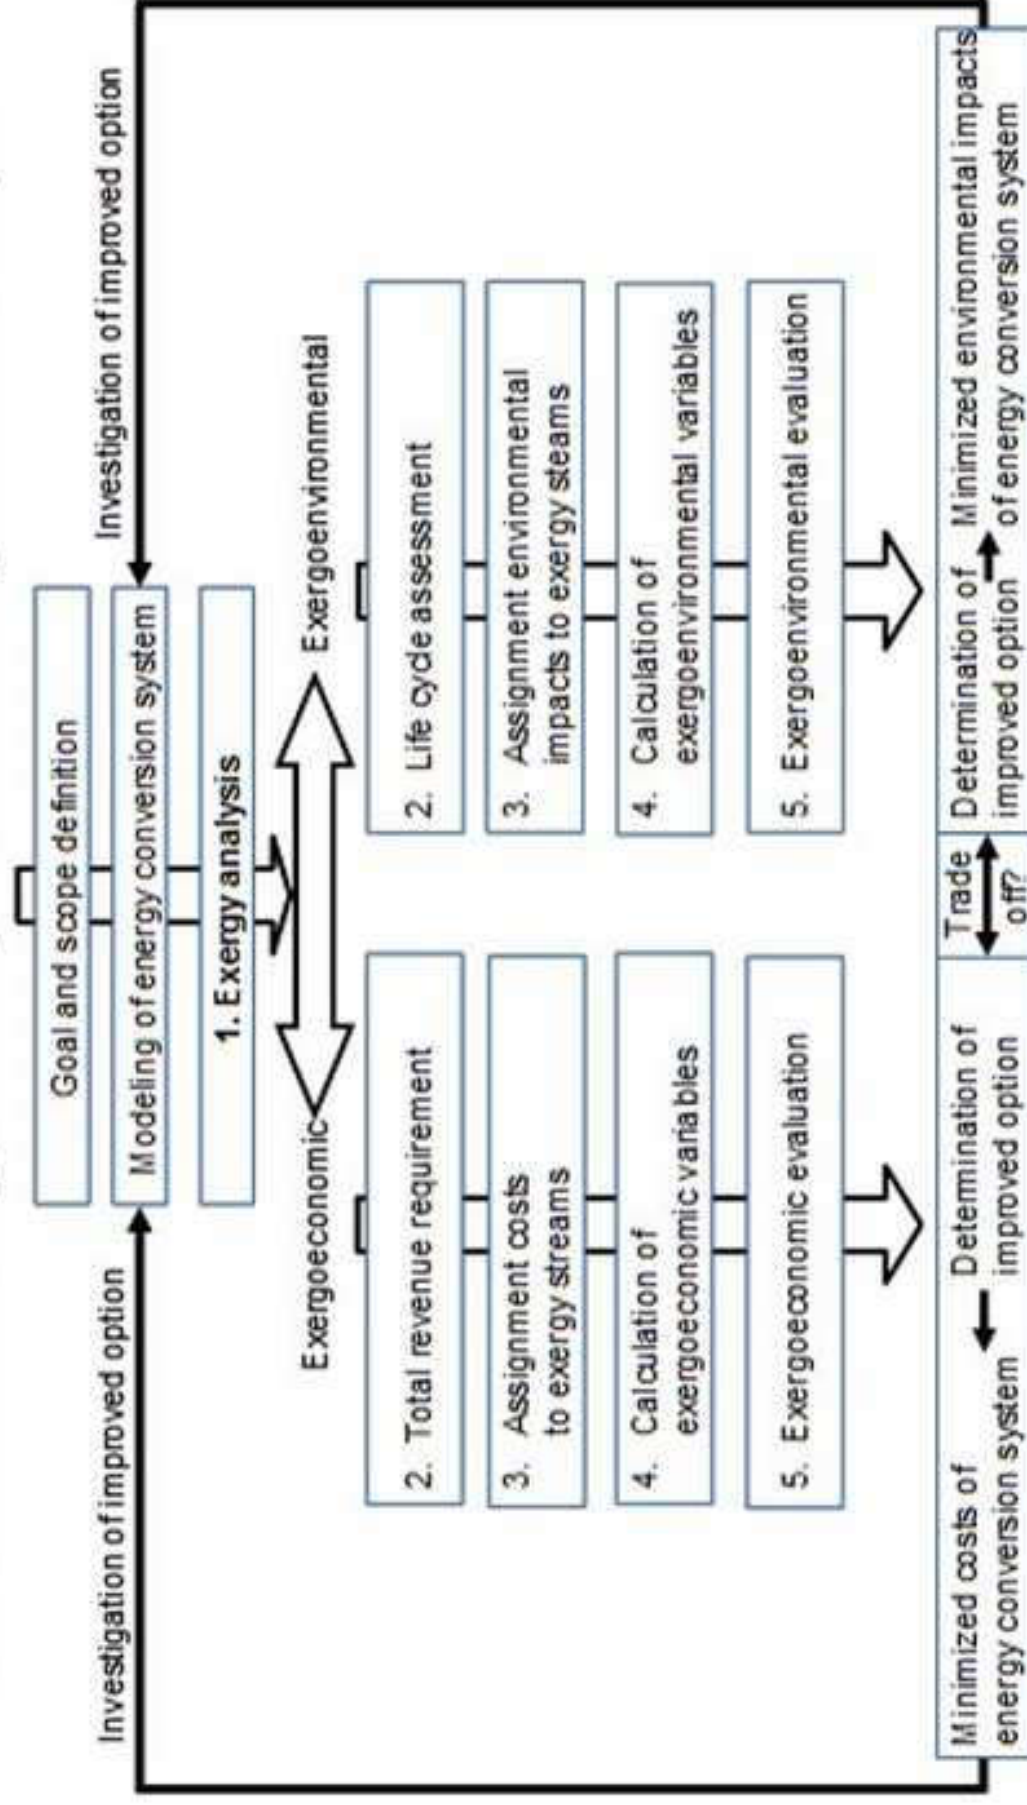 Investigation of improved option
Investigation of improved option
Goal and scope definition
Modeling of energy conversion system
1. Exergy analysis
Exergoeconomic
Exergoenvironmental
2. Total revenue requirement
3. Assignment costs
to exergy streams
4. Calculation of
exergoeconomic variables
5. Exergoeconomic evaluation
2. Life cycle assessment
3. Assignment environmental
impacts to exergy steams
4. Calculation of
exergoenvironmental variables
5. Exergoenvironmental evaluation
Minimized costs of
energy conversion system
Determination of
improved option
Trade
off?
Determination of
improved option
Minimized environmental impacts
of energy conversion system